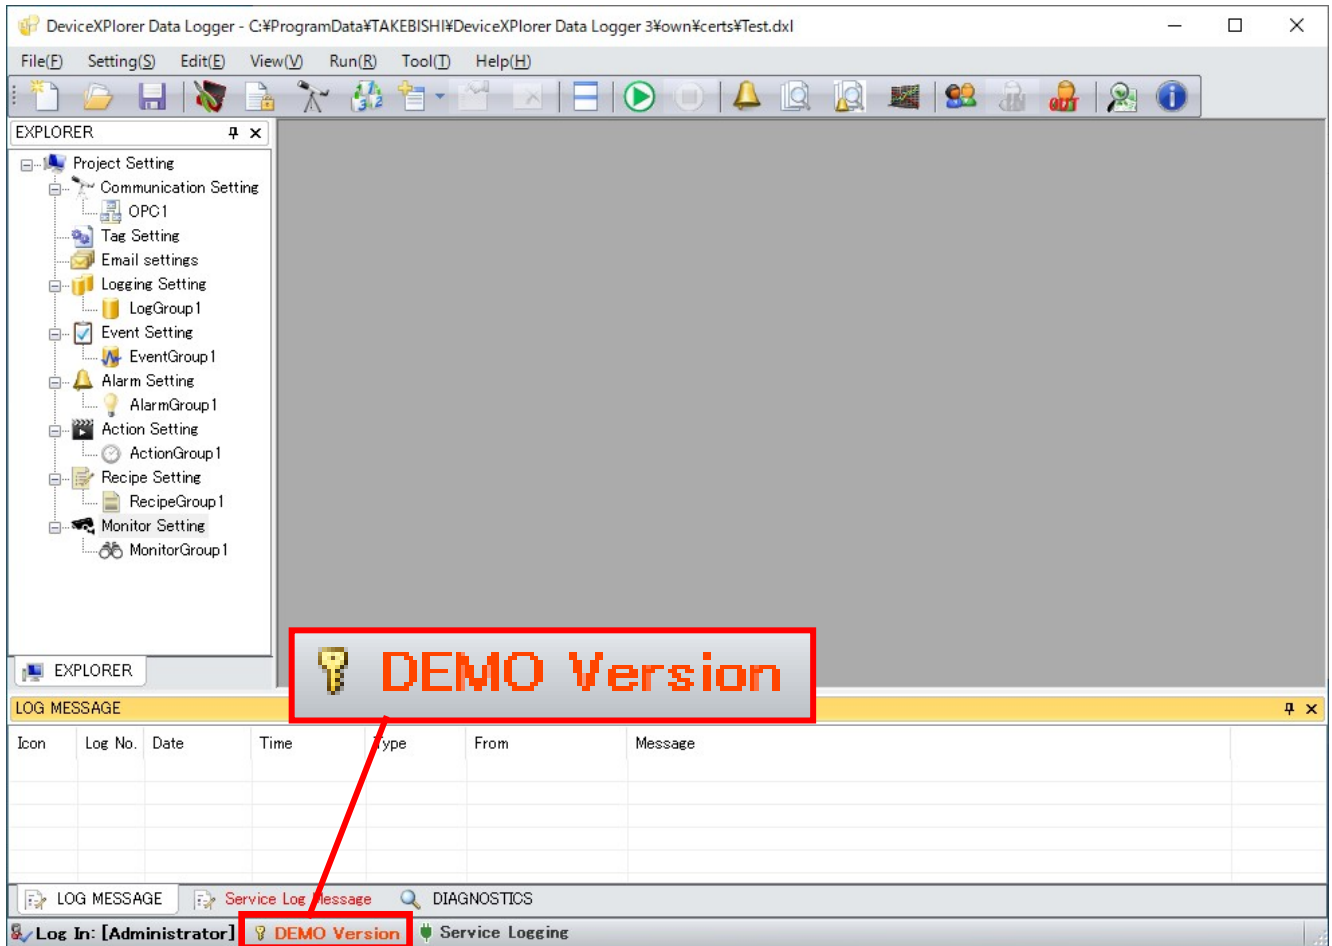 DeviceXPlorer Data Logger - C:¥ProgramData¥TAKEBISHI¥DeviceXPlorer Data Logger 3¥own¥certs¥Test.dxl
File(F) Setting(S) Edit(E) View(V) Run(R) Tool(T) Help(H)
EXPLORER
Project Setting
Communication Setting
OPC1
Tag Setting
Email settings
Logging Setting
LogGroup1
Event Setting
EventGroup1
Alarm Setting
AlarmGroup1
Action Setting
ActionGroup1
Recipe Setting
RecipeGroup1
Monitor Setting
MonitorGroup1
EXPLORER
DEMO Version
LOG MESSAGE
Icon Log No. Date Time Type From Message
LOG MESSAGE Service Log Message DIAGNOSTICS
Log In: [Administrator] DEMO Version Service Logging